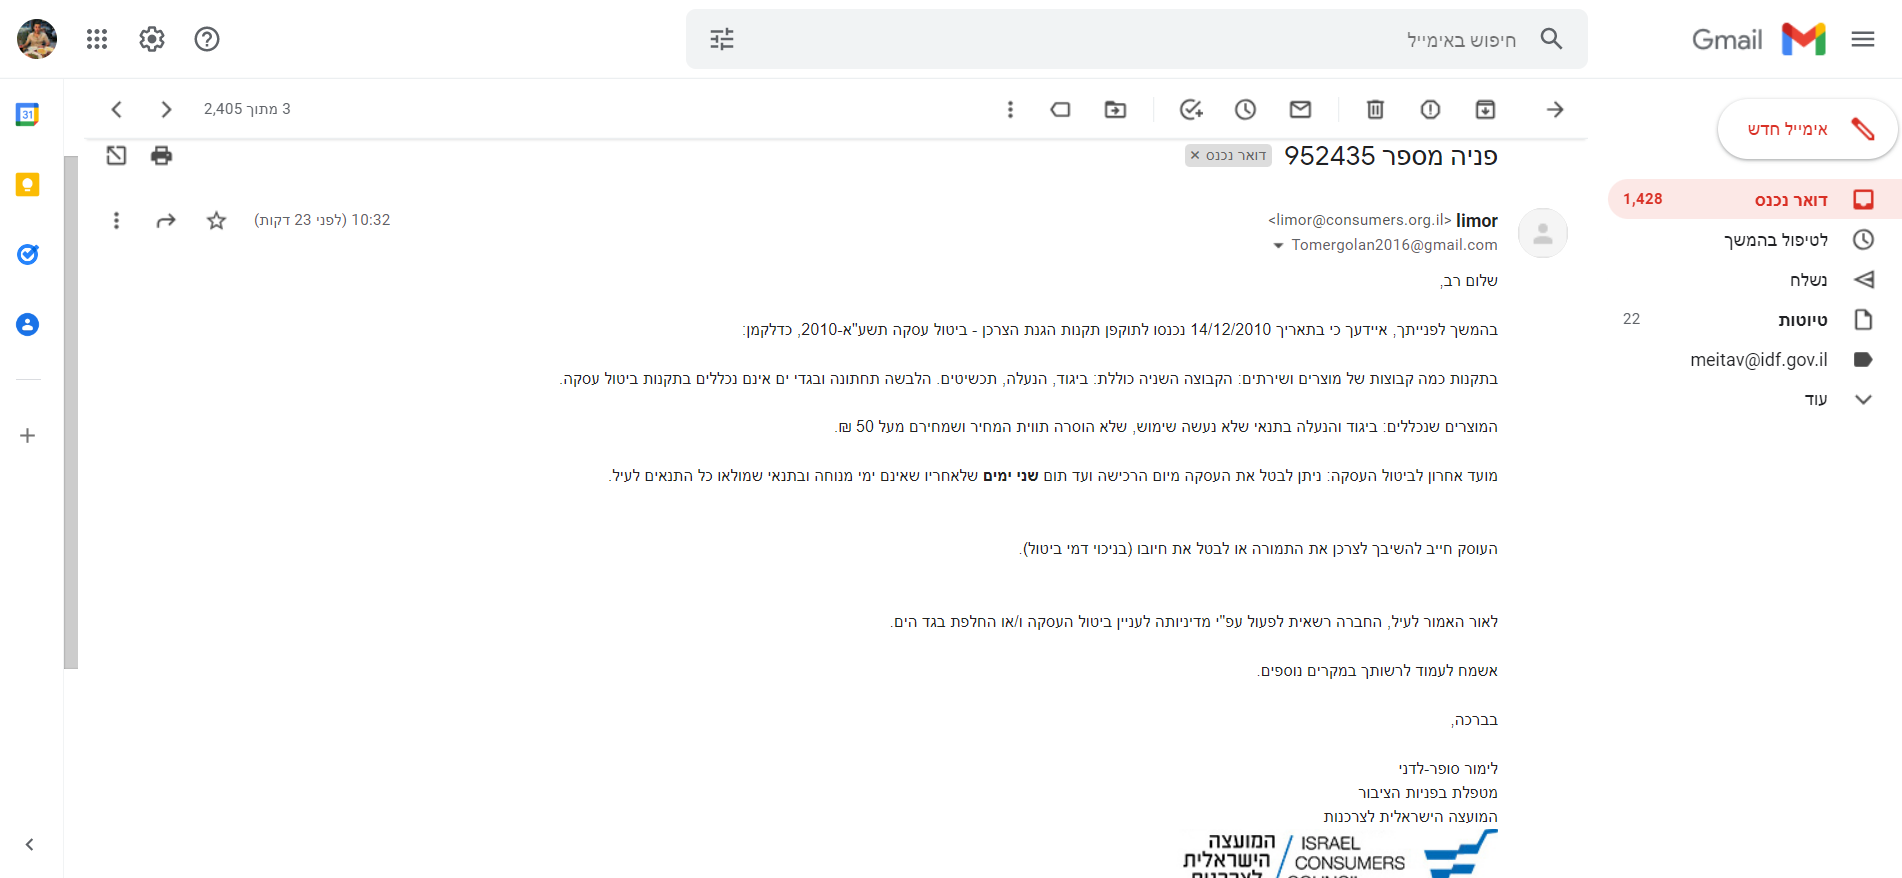 Gmail
חיפוש באימייל
אימייל חדש
דואר נכנס 1,428
לטיפול בהמשך
נשלח
טיוטות 22
meitav@idf.gov.il
עוד
3 מתוך 2,405
31
פניה מספר 952435 דואר נכנס ×
limor <limor@consumers.org.il> 10:32 (לפני 23 דקות)
Tomergolan2016@gmail.com
שלום רב,
בהמשך לפנייתך, איידעך כי בתאריך 14/12/2010 נכנסו לתוקפן תקנות הגנת הצרכן - ביטול עסקה תשע"א-2010, כדלקמן:
בתקנות כמה קבוצות של מוצרים ושירתים: הקבוצה השניה כוללת: ביגוד, הנעלה, תכשיטים. הלבשה תחתונה ובגדי ים אינם נכללים בתקנות ביטול עסקה.
המוצרים שנכללים: ביגוד והנעלה בתנאי שלא נעשה שימוש, שלא הוסרה תווית המחיר ושמחירם מעל 50 ₪.
מועד אחרון לביטול העסקה: ניתן לבטל את העסקה מיום הרכישה ועד תום שני ימים שלאחריו שאינם ימי מנוחה ובתנאי שמולאו כל התנאים לעיל.
העוסק חייב להשיבך לצרכן את התמורה או לבטל את חיובו (בניכוי דמי ביטול).
לאור האמור לעיל, החברה רשאית לפעול עפ"י מדיניותה לעניין ביטול העסקה ו/או החלפת בגד הים.
אשמח לעמוד לרשותך במקרים נוספים.
בברכה,
לימור סופר-לדני
מטפלת בפניות הציבור
המועצה הישראלית לצרכנות
המועצה הישראלית לצרכנות
ISRAEL
CONSUMERS
COUNCIL